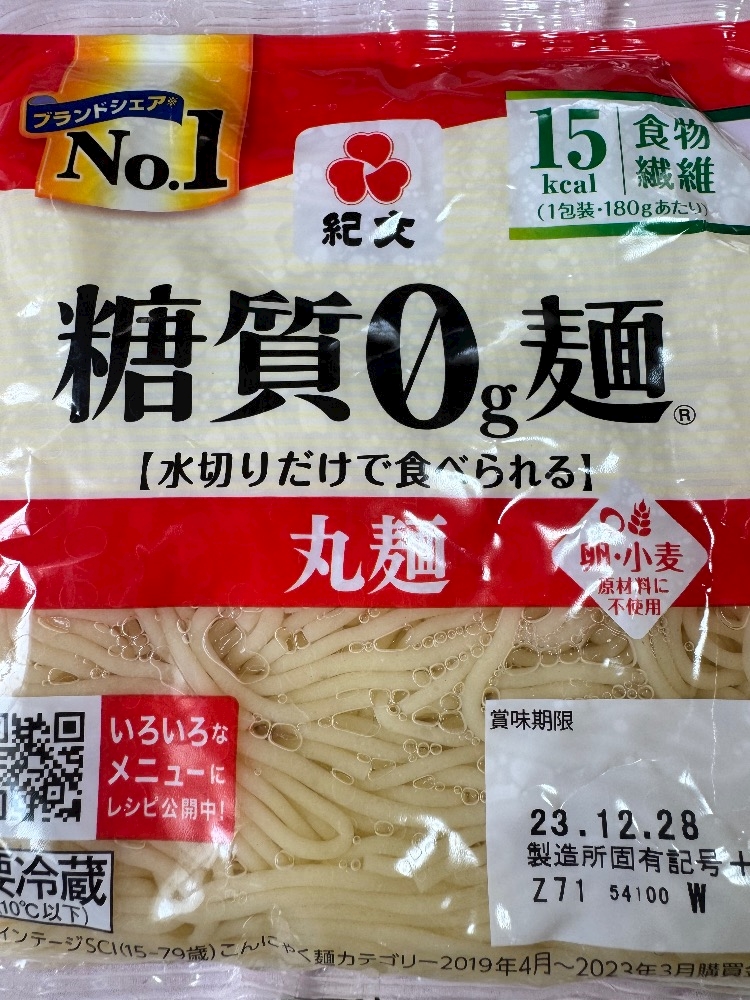 ブランドシェア※
No.1
紀文
15
kcal
食物
繊維
(1包装・180gあたり)
糖質0g麺®
【水切りだけで食べられる】
丸麺
卵・小麦
原材料に
不使用
いろいろな
メニューに
レシピ公開中!
賞味期限
23.12.28
製造所固有記号+
Z71 54100 W
要冷蔵
(10℃以下)
インテージSCI(15-79歳)こんにゃく麺カテゴリー2019年4月～2023年3月購買金